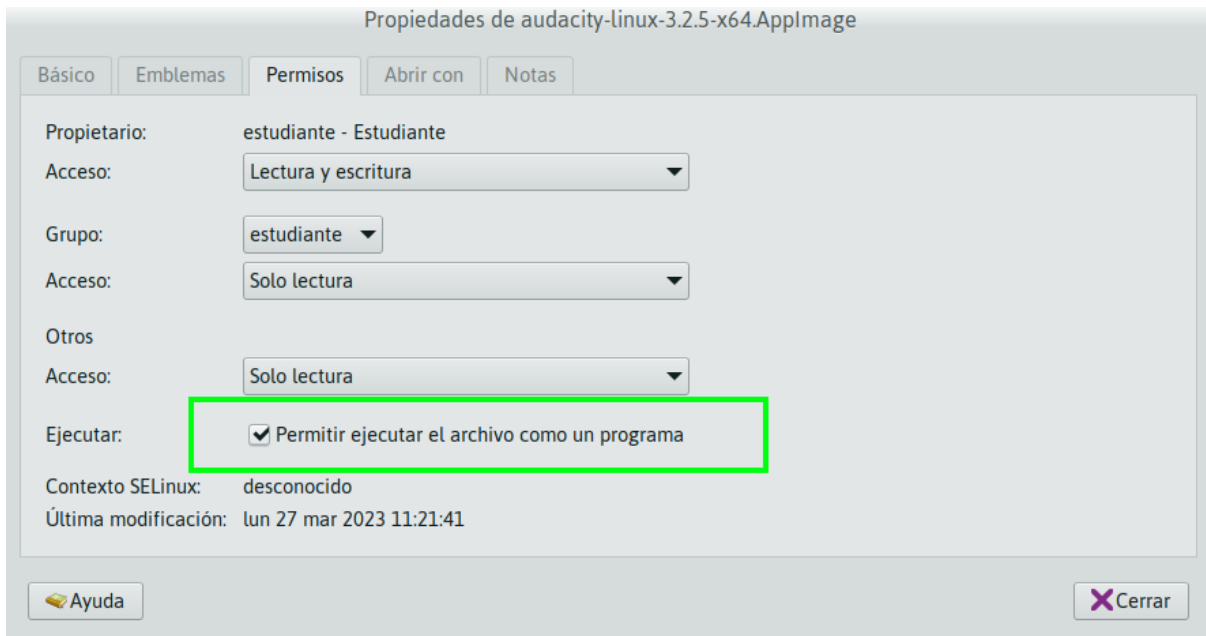 Propiedades de audacity-linux-3.2.5-x64.AppImage
Básico Emblemas Permisos Abrir con Notas
Propietario: estudiante - Estudiante
Acceso: Lectura y escritura
Grupo: estudiante
Acceso: Solo lectura
Otros
Acceso: Solo lectura
Ejecutar: Permitir ejecutar el archivo como un programa
Contexto SELinux: desconocido
Última modificación: lun 27 mar 2023 11:21:41
Ayuda Cerrar